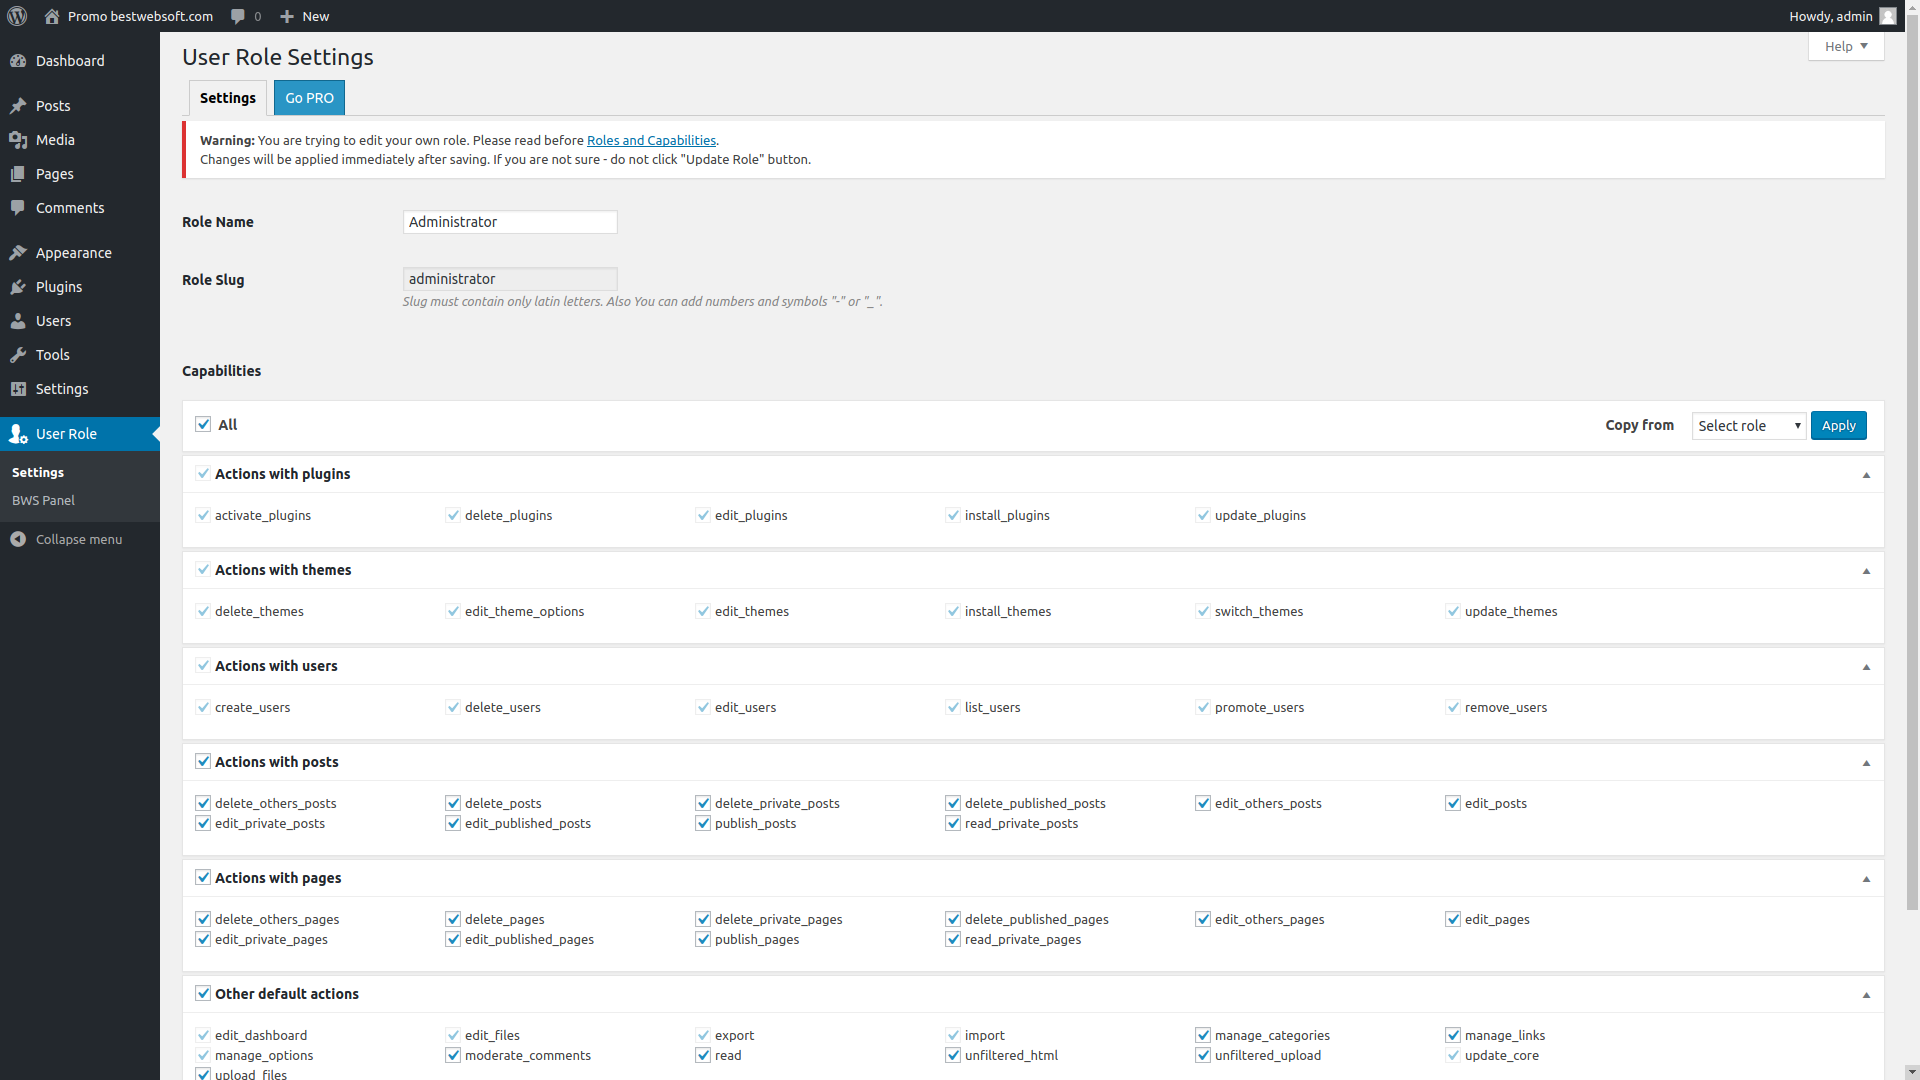 Promo bestwebsoft.com 0 New Howdy, admin
Help
Dashboard
Posts
Media
Pages
Comments
Appearance
Plugins
Users
Tools
Settings
User Role
Settings
BWS Panel
Collapse menu
User Role Settings
Settings Go PRO
Warning: You are trying to edit your own role. Please read before Roles and Capabilities.
Changes will be applied immediately after saving. If you are not sure - do not click "Update Role" button.
Role Name Administrator
Role Slug administrator
Slug must contain only latin letters. Also You can add numbers and symbols "-" or "_".
Capabilities
All Copy from Select role Apply
Actions with plugins
activate_plugins delete_plugins edit_plugins install_plugins update_plugins
Actions with themes
delete_themes edit_theme_options edit_themes install_themes switch_themes update_themes
Actions with users
create_users delete_users edit_users list_users promote_users remove_users
Actions with posts
delete_others_posts delete_posts delete_private_posts delete_published_posts edit_others_posts edit_posts
edit_private_posts edit_published_posts publish_posts read_private_posts
Actions with pages
delete_others_pages delete_pages delete_private_pages delete_published_pages edit_others_pages edit_pages
edit_private_pages edit_published_pages publish_pages read_private_pages
Other default actions
edit_dashboard edit_files export import manage_categories manage_links
manage_options moderate_comments read unfiltered_html unfiltered_upload update_core
upload_files